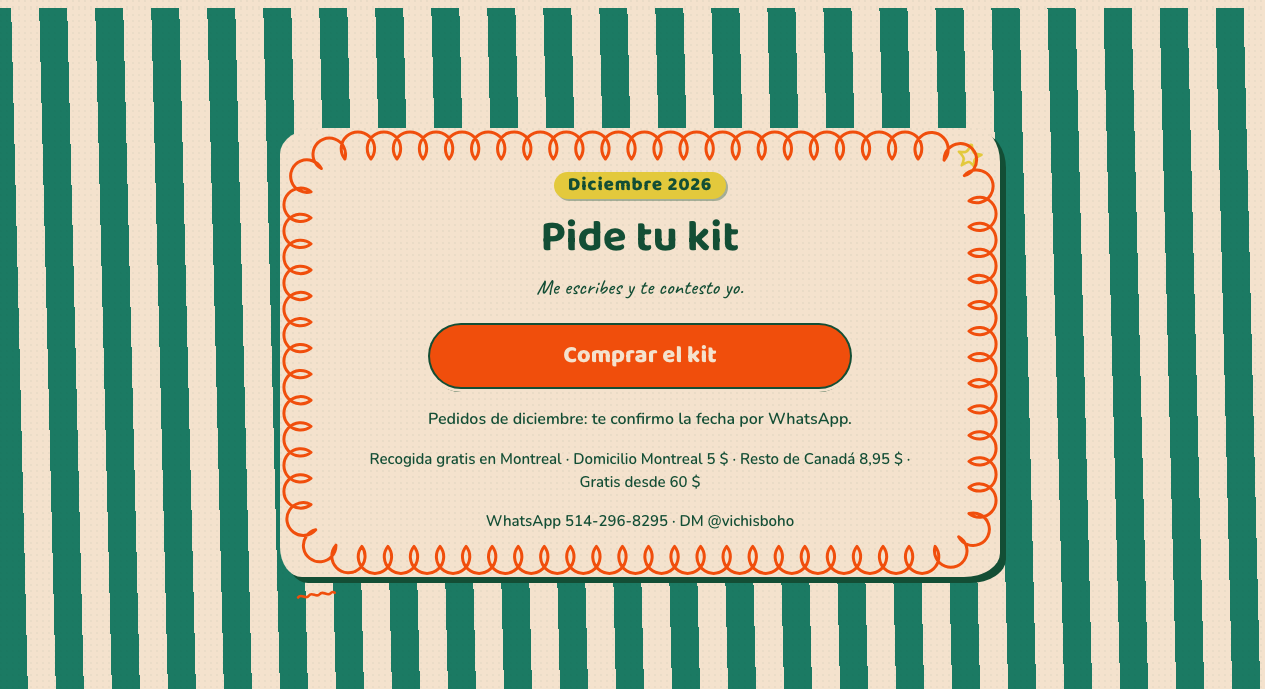 Diciembre 2026
Pide tu kit
Me escribes y te contesto yo.
Comprar el kit
Pedidos de diciembre: te confirmo la fecha por WhatsApp.
Recogida gratis en Montreal · Domicilio Montreal 5 $ · Resto de Canadá 8,95 $ ·
Gratis desde 60 $
WhatsApp 514-296-8295 · DM @vichisboho